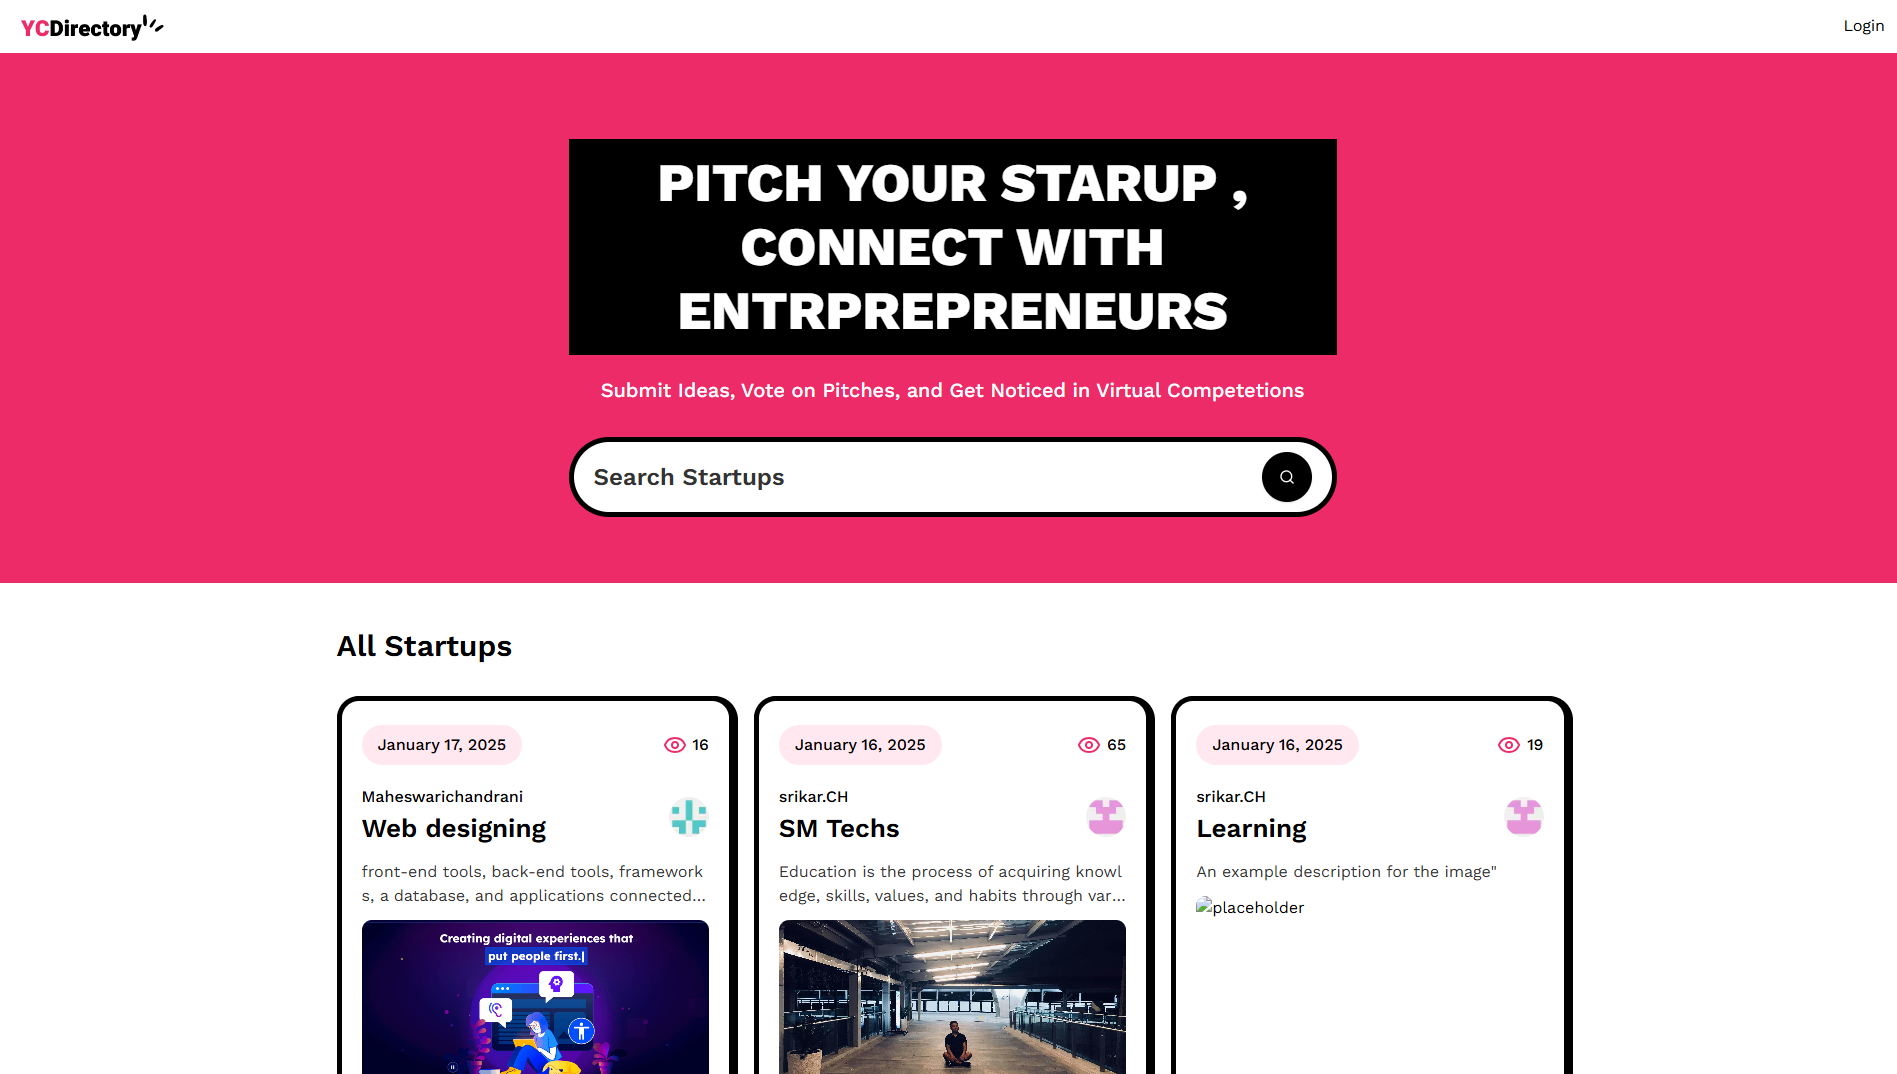 YCDirectory
Login
PITCH YOUR STARUP ,
CONNECT WITH
ENTRPREPRENEURS
Submit Ideas, Vote on Pitches, and Get Noticed in Virtual Competetions
Search Startups
All Startups
January 17, 2025
16
Maheswarichandrani
Web designing
front-end tools, back-end tools, framework
s, a database, and applications connected...
Creating digital experiences that
put people first.
January 16, 2025
65
srikar.CH
SM Techs
Education is the process of acquiring knowl
edge, skills, values, and habits through var...
January 16, 2025
19
srikar.CH
Learning
An example description for the image"
placeholder